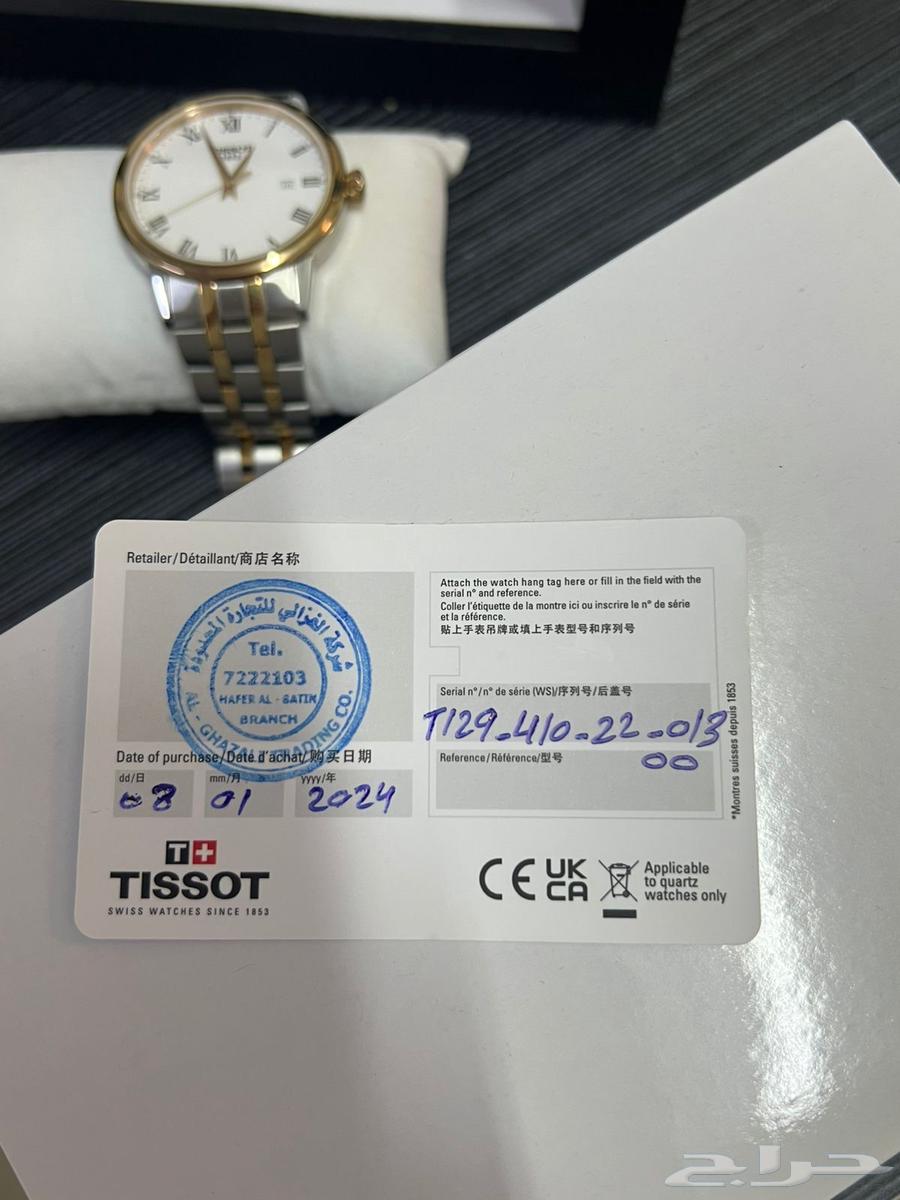 XII
Retailer/Détaillant/商店名称
شركة الغزالي للتجارة المحدودة
Tel.
7222103
HAFER AL - BATIN
BRANCH
AL - GHAZALI TRADING CO.
Attach the watch hang tag here or fill in the field with the
serial n° and reference.
Coller l'étiquette de la montre ici ou inscrire le n° de série
et la référence.
贴上手表吊牌或填上手表型号和序列号
Serial n°/n° de série (WS)/序列号/后盖号
T129-410-22-013
00
Reference/Référence/型号
*Montres suisses depuis 1853
Date of purchase/Date d'achat/购买日期
dd/日 mm/月 yyyy/年
08 01 2024
T+
TISSOT
SWISS WATCHES SINCE 1853
CE UK
CA
Applicable
to quartz
watches only
حراج